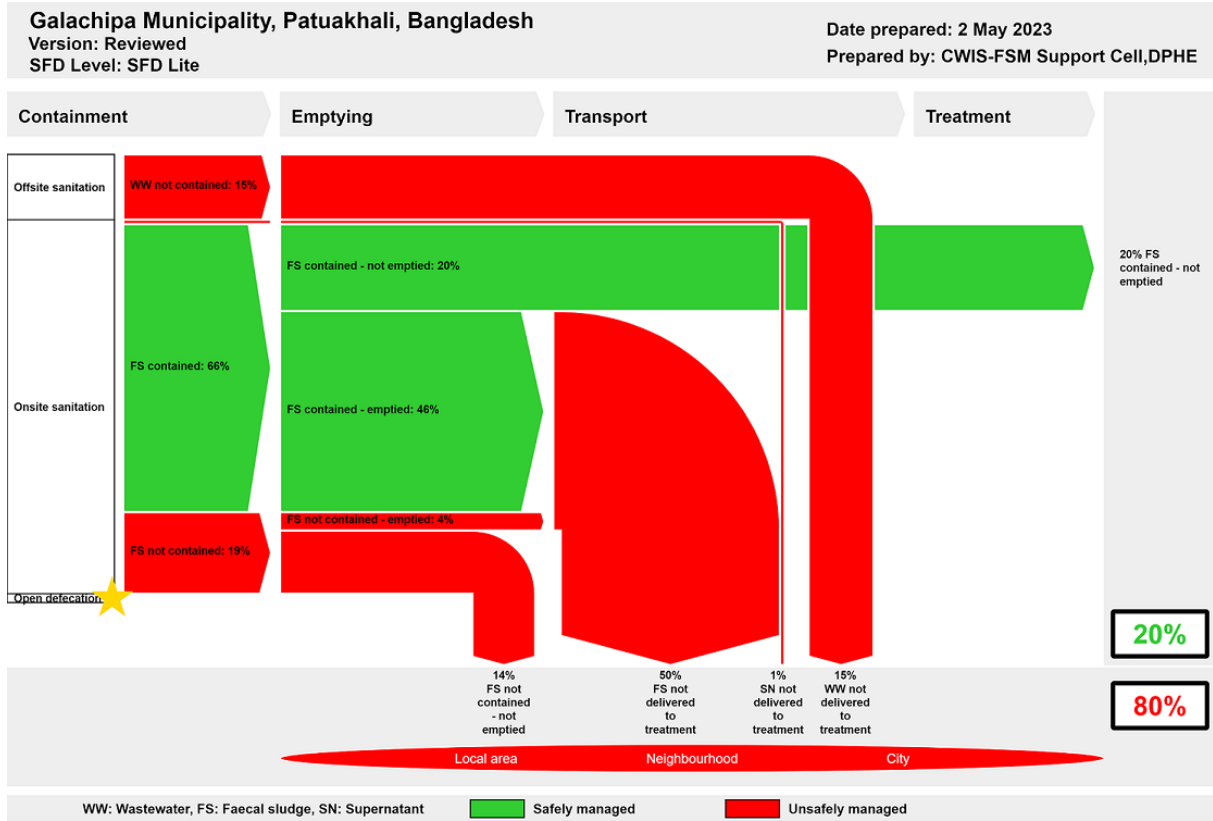 Galachipa Municipality, Patuakhali, Bangladesh
Version: Reviewed
SFD Level: SFD Lite
Date prepared: 2 May 2023
Prepared by: CWIS-FSM Support Cell,DPHE
Containment
Emptying
Transport
Treatment
Offsite sanitation
WW not contained: 15%
FS contained - not emptied: 20%
20% FS
contained - not
emptied
FS contained: 66%
Onsite sanitation
FS contained - emptied: 46%
FS not contained - emptied: 4%
FS not contained: 19%
Open defecation
20%
14%
FS not
contained
- not
emptied
50%
FS not
delivered
to
treatment
1%
SN not
delivered
to
treatment
15%
WW not
delivered
to
treatment
80%
Local area
Neighbourhood
City
WW: Wastewater, FS: Faecal sludge, SN: Supernatant
Safely managed
Unsafely managed